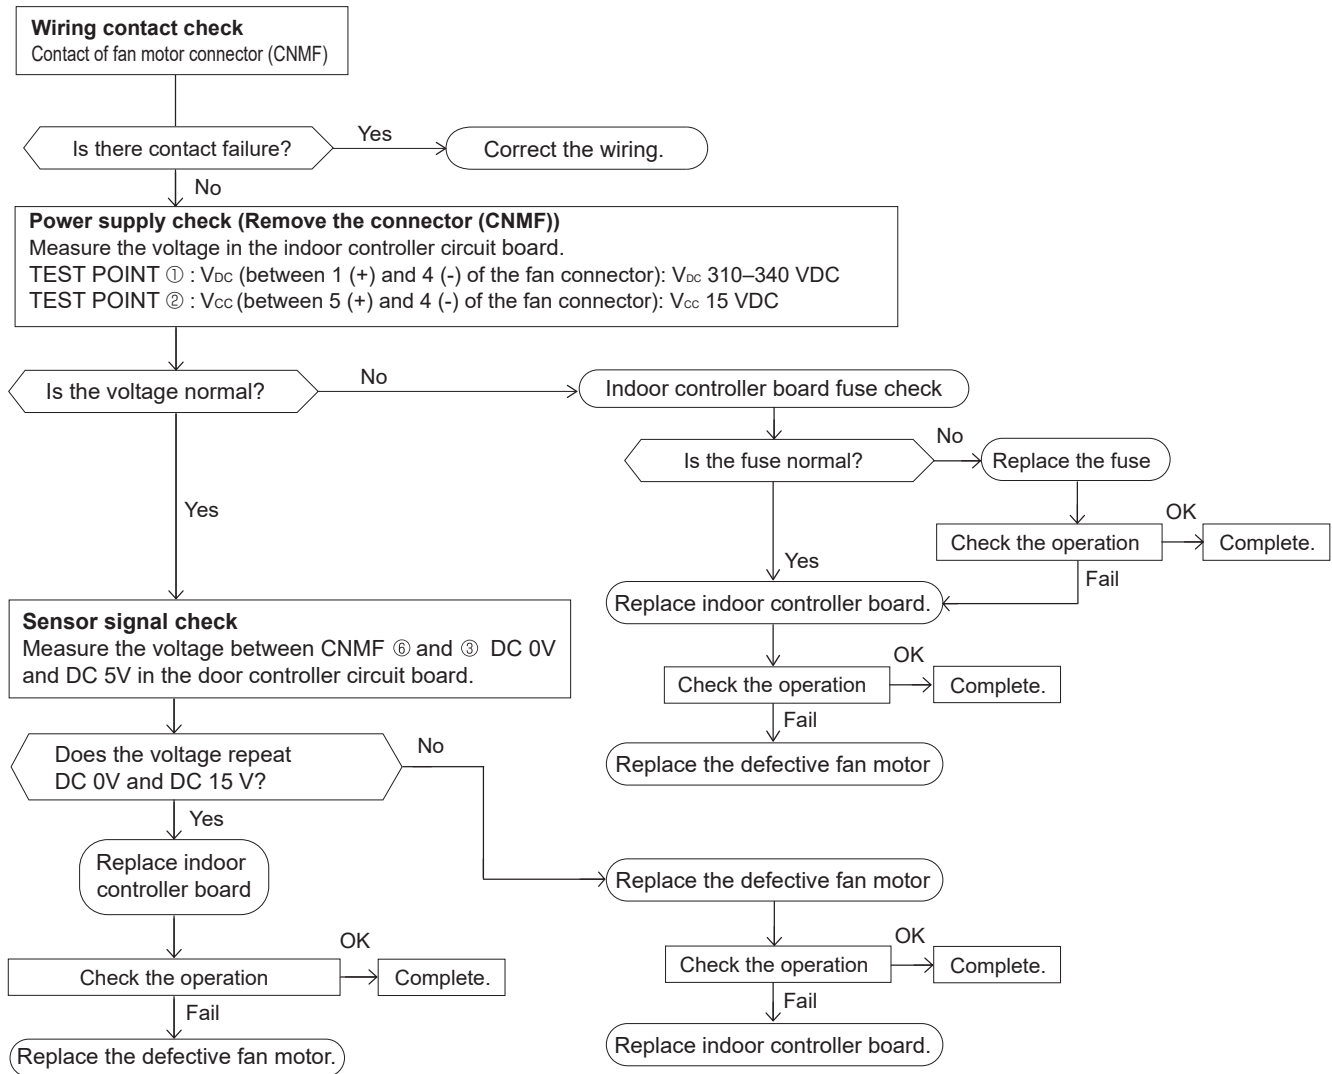 Wiring contact check
Contact of fan motor connector (CNMF)
Is there contact failure?
Yes
Correct the wiring.
No
Power supply check (Remove the connector (CNMF))
Measure the voltage in the indoor controller circuit board.
TEST POINT ① : VDC (between 1 (+) and 4 (-) of the fan connector): VDC 310–340 VDC
TEST POINT ② : VCC (between 5 (+) and 4 (-) of the fan connector): Vcc 15 VDC
Is the voltage normal?
No
Indoor controller board fuse check
Is the fuse normal?
No
Replace the fuse
Yes
Check the operation
OK
Complete.
Yes
Fail
Replace indoor controller board.
Sensor signal check
Measure the voltage between CNMF ⑥ and ③ DC 0V
and DC 5V in the door controller circuit board.
Check the operation
OK
Complete.
Fail
Replace the defective fan motor
Does the voltage repeat
DC 0V and DC 15 V?
No
Yes
Replace indoor
controller board
Replace the defective fan motor
Check the operation
OK
Complete.
Check the operation
OK
Complete.
Fail
Fail
Replace the defective fan motor.
Replace indoor controller board.